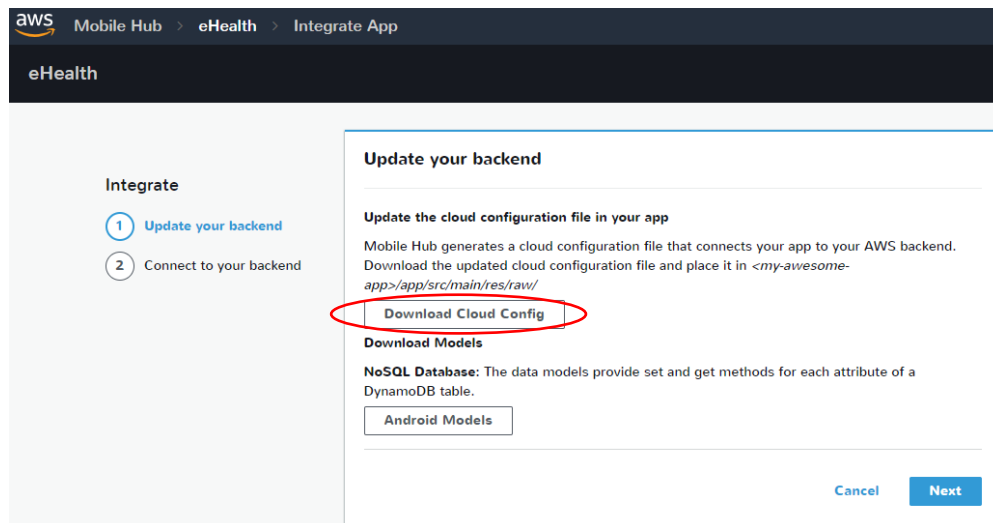 aws Mobile Hub > eHealth > Integrate App
eHealth
Integrate
1 Update your backend
2 Connect to your backend
Update your backend
Update the cloud configuration file in your app
Mobile Hub generates a cloud configuration file that connects your app to your AWS backend.
Download the updated cloud configuration file and place it in <my-awesome-
app>/app/src/main/res/raw/
Download Cloud Config
Download Models
NoSQL Database: The data models provide set and get methods for each attribute of a
DynamoDB table.
Android Models
Cancel Next